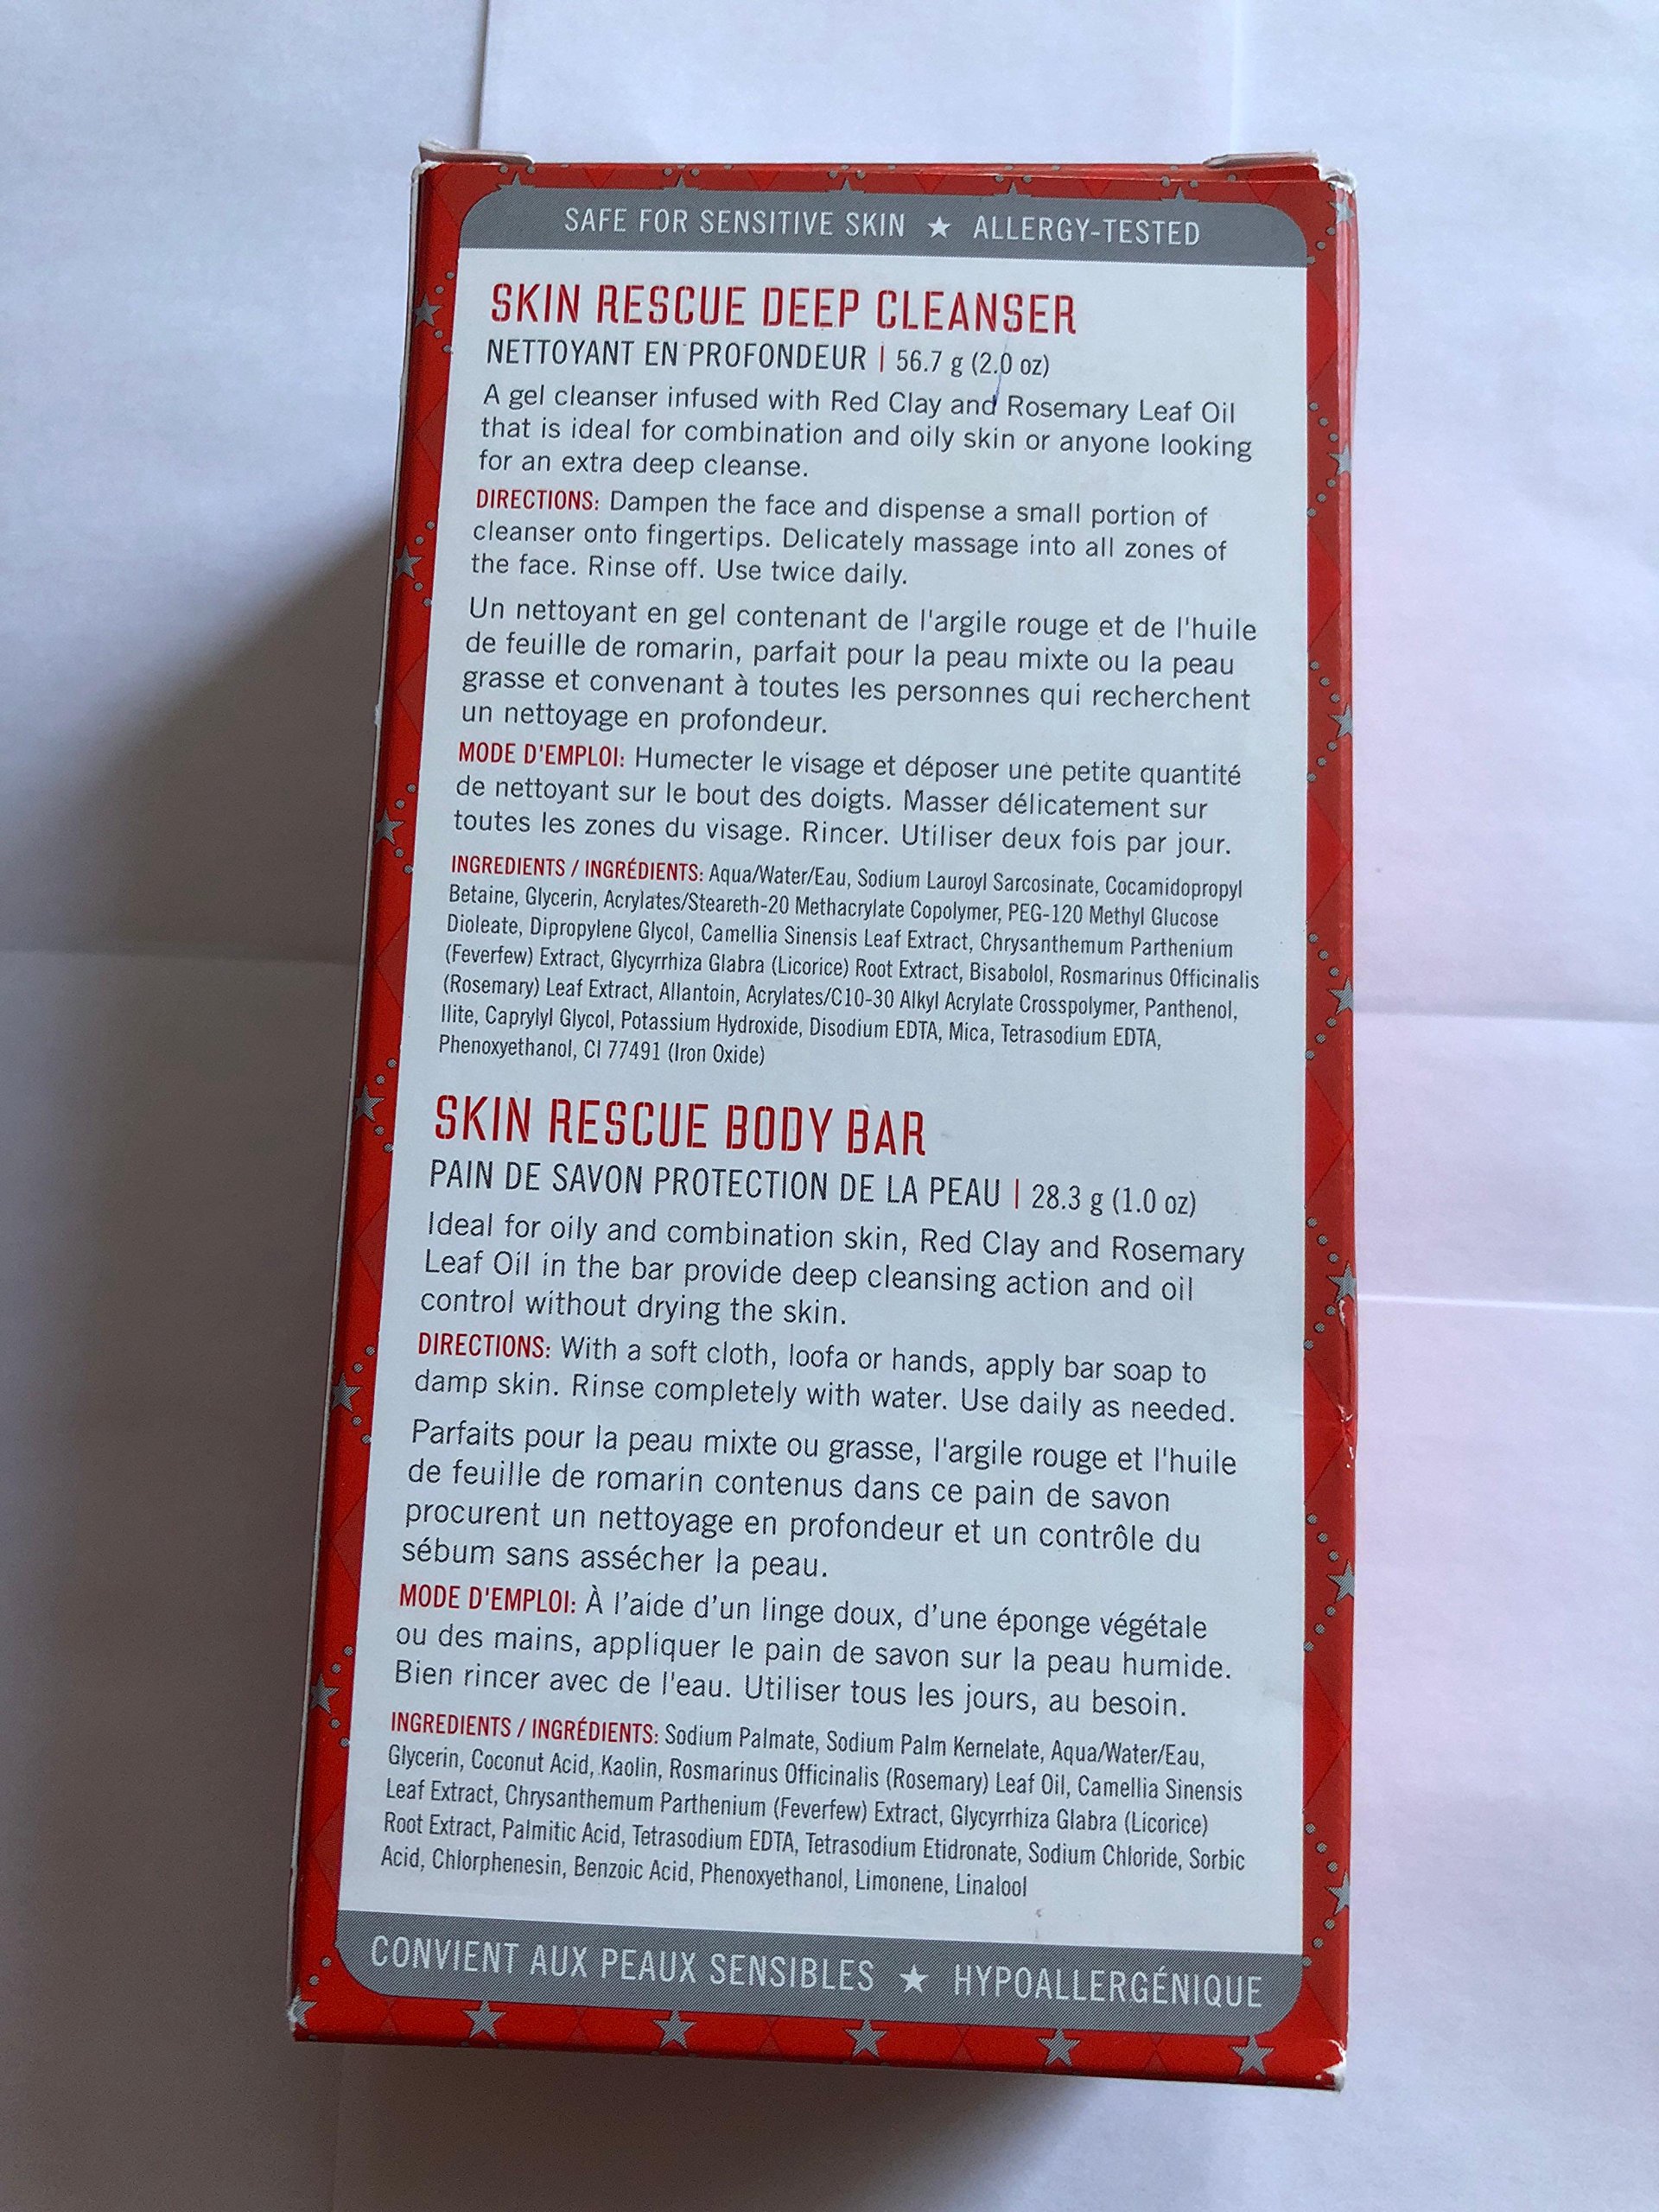 SAFE FOR SENSITIVE SKIN ★ ALLERGY-TESTED
SKIN RESCUE DEEP CLEANSER
NETTOYANT EN PROFONDEUR | 56.7 g (2.0 oz)
A gel cleanser infused with Red Clay and Rosemary Leaf Oil
that is ideal for combination and oily skin or anyone looking
for an extra deep cleanse.
DIRECTIONS: Dampen the face and dispense a small portion of
cleanser onto fingertips. Delicately massage into all zones of
the face. Rinse off. Use twice daily.
Un nettoyant en gel contenant de l'argile rouge et de l'huile
de feuille de romarin, parfait pour la peau mixte ou la peau
grasse et convenant à toutes les personnes qui recherchent
un nettoyage en profondeur.
MODE D'EMPLOI: Humecter le visage et déposer une petite quantité
de nettoyant sur le bout des doigts. Masser délicatement sur
toutes les zones du visage. Rincer. Utiliser deux fois par jour.
INGREDIENTS / INGRÉDIENTS: Aqua/Water/Eau, Sodium Lauroyl Sarcosinate, Cocamidopropyl
Betaine, Glycerin, Acrylates/Steareth-20 Methacrylate Copolymer, PEG-120 Methyl Glucose
Dioleate, Dipropylene Glycol, Camellia Sinensis Leaf Extract, Chrysanthemum Parthenium
(Feverfew) Extract, Glycyrrhiza Glabra (Licorice) Root Extract, Bisabolol, Rosmarinus Officinalis
(Rosemary) Leaf Extract, Allantoin, Acrylates/C10-30 Alkyl Acrylate Crosspolymer, Panthenol,
Ilite, Caprylyl Glycol, Potassium Hydroxide, Disodium EDTA, Mica, Tetrasodium EDTA,
Phenoxyethanol, CI 77491 (Iron Oxide)
SKIN RESCUE BODY BAR
PAIN DE SAVON PROTECTION DE LA PEAU | 28.3 g (1.0 oz)
Ideal for oily and combination skin, Red Clay and Rosemary
Leaf Oil in the bar provide deep cleansing action and oil
control without drying the skin.
DIRECTIONS: With a soft cloth, loofa or hands, apply bar soap to
damp skin. Rinse completely with water. Use daily as needed.
Parfaits pour la peau mixte ou grasse, l'argile rouge et l'huile
de feuille de romarin contenus dans ce pain de savon
procurent un nettoyage en profondeur et un contrôle du
sébum sans assécher la peau.
MODE D'EMPLOI: À l'aide d'un linge doux, d'une éponge végétale
ou des mains, appliquer le pain de savon sur la peau humide.
Bien rincer avec de l'eau. Utiliser tous les jours, au besoin.
INGREDIENTS / INGRÉDIENTS: Sodium Palmate, Sodium Palm Kernelate, Aqua/Water/Eau,
Glycerin, Coconut Acid, Kaolin, Rosmarinus Officinalis (Rosemary) Leaf Oil, Camellia Sinensis
Leaf Extract, Chrysanthemum Parthenium (Feverfew) Extract, Glycyrrhiza Glabra (Licorice)
Root Extract, Palmitic Acid, Tetrasodium EDTA, Tetrasodium Etidronate, Sodium Chloride, Sorbic
Acid, Chlorphenesin, Benzoic Acid, Phenoxyethanol, Limonene, Linalool
CONVIENT AUX PEAUX SENSIBLES ★ HYPOALLERGÉNIQUE